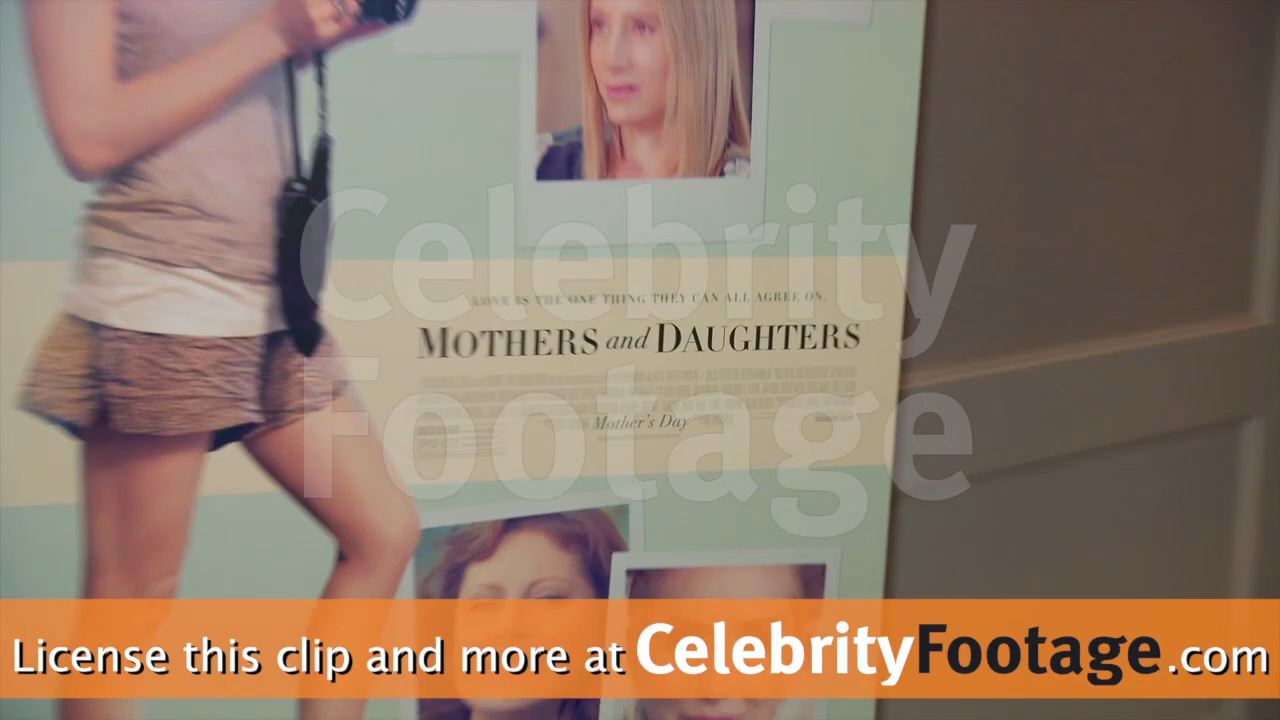 LOVE IS THE ONE THING THEY CAN ALL AGREE ON.
MOTHERS and DAUGHTERS
Mother's Day
Celebrity
Footage
License this clip and more at CelebrityFootage.com